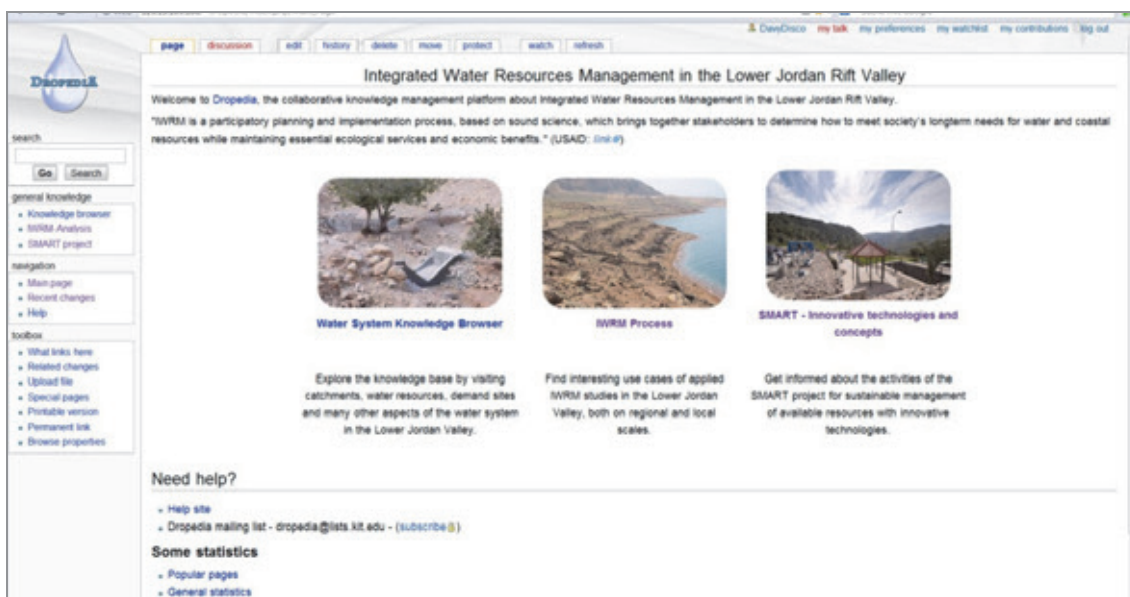 DavyDisco my talk my preferences my watchlist my contributions log out
page discussion edit history delete move protect watch refresh
DROPEDIA
Integrated Water Resources Management in the Lower Jordan Rift Valley
Welcome to Dropedia, the collaborative knowledge management platform about Integrated Water Resources Management in the Lower Jordan Rift Valley.
"IWRM is a participatory planning and implementation process, based on sound science, which brings together stakeholders to determine how to meet society's longterm needs for water and coastal
resources while maintaining essential ecological services and economic benefits." (USAID: link)
search
Go Search
general knowledge
Knowledge browser
IWRM-Analysis
SMART project
navigation
Main page
Recent changes
Help
toolbox
What links here
Related changes
Upload file
Special pages
Printable version
Permanent link
Browse properties
Water System Knowledge Browser
Explore the knowledge base by visiting
catchments, water resources, demand sites
and many other aspects of the water system
in the Lower Jordan Valley.
IWRM Process
Find interesting use cases of applied
IWRM studies in the Lower Jordan
Valley, both on regional and local
scales.
SMART - Innovative technologies and
concepts
Get informed about the activities of the
SMART project for sustainable management
of available resources with innovative
technologies.
Need help?
Help site
Dropedia mailing list - dropedia@lists.kit.edu - (subscribe)
Some statistics
Popular pages
General statistics